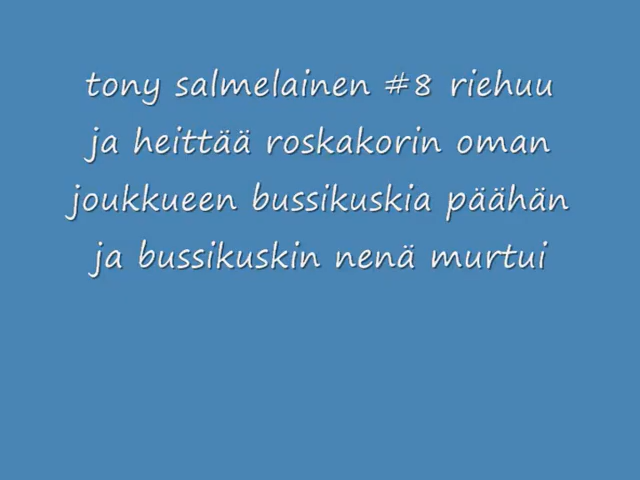 tony salmelainen #8 riehuu
ja heittää roskakorin oman
joukkueen bussikuskia päähän
ja bussikuskin nenä murtui